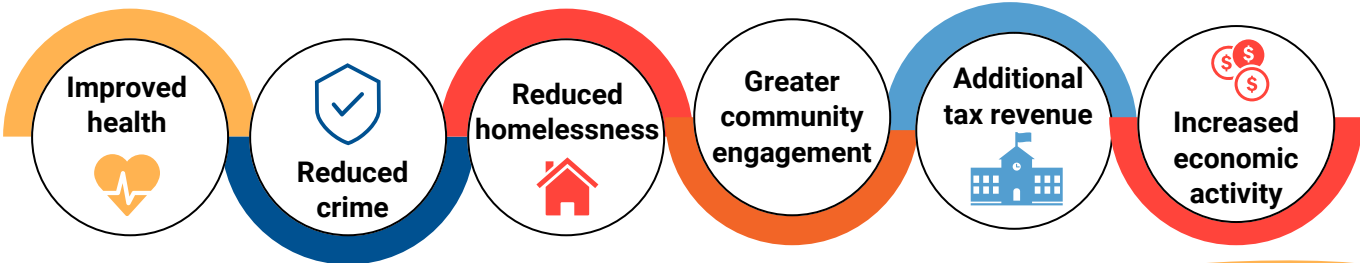 Improved
health
Reduced
crime
Reduced
homelessness
Greater
community
engagement
Additional
tax revenue
$ $ $
Increased
economic
activity